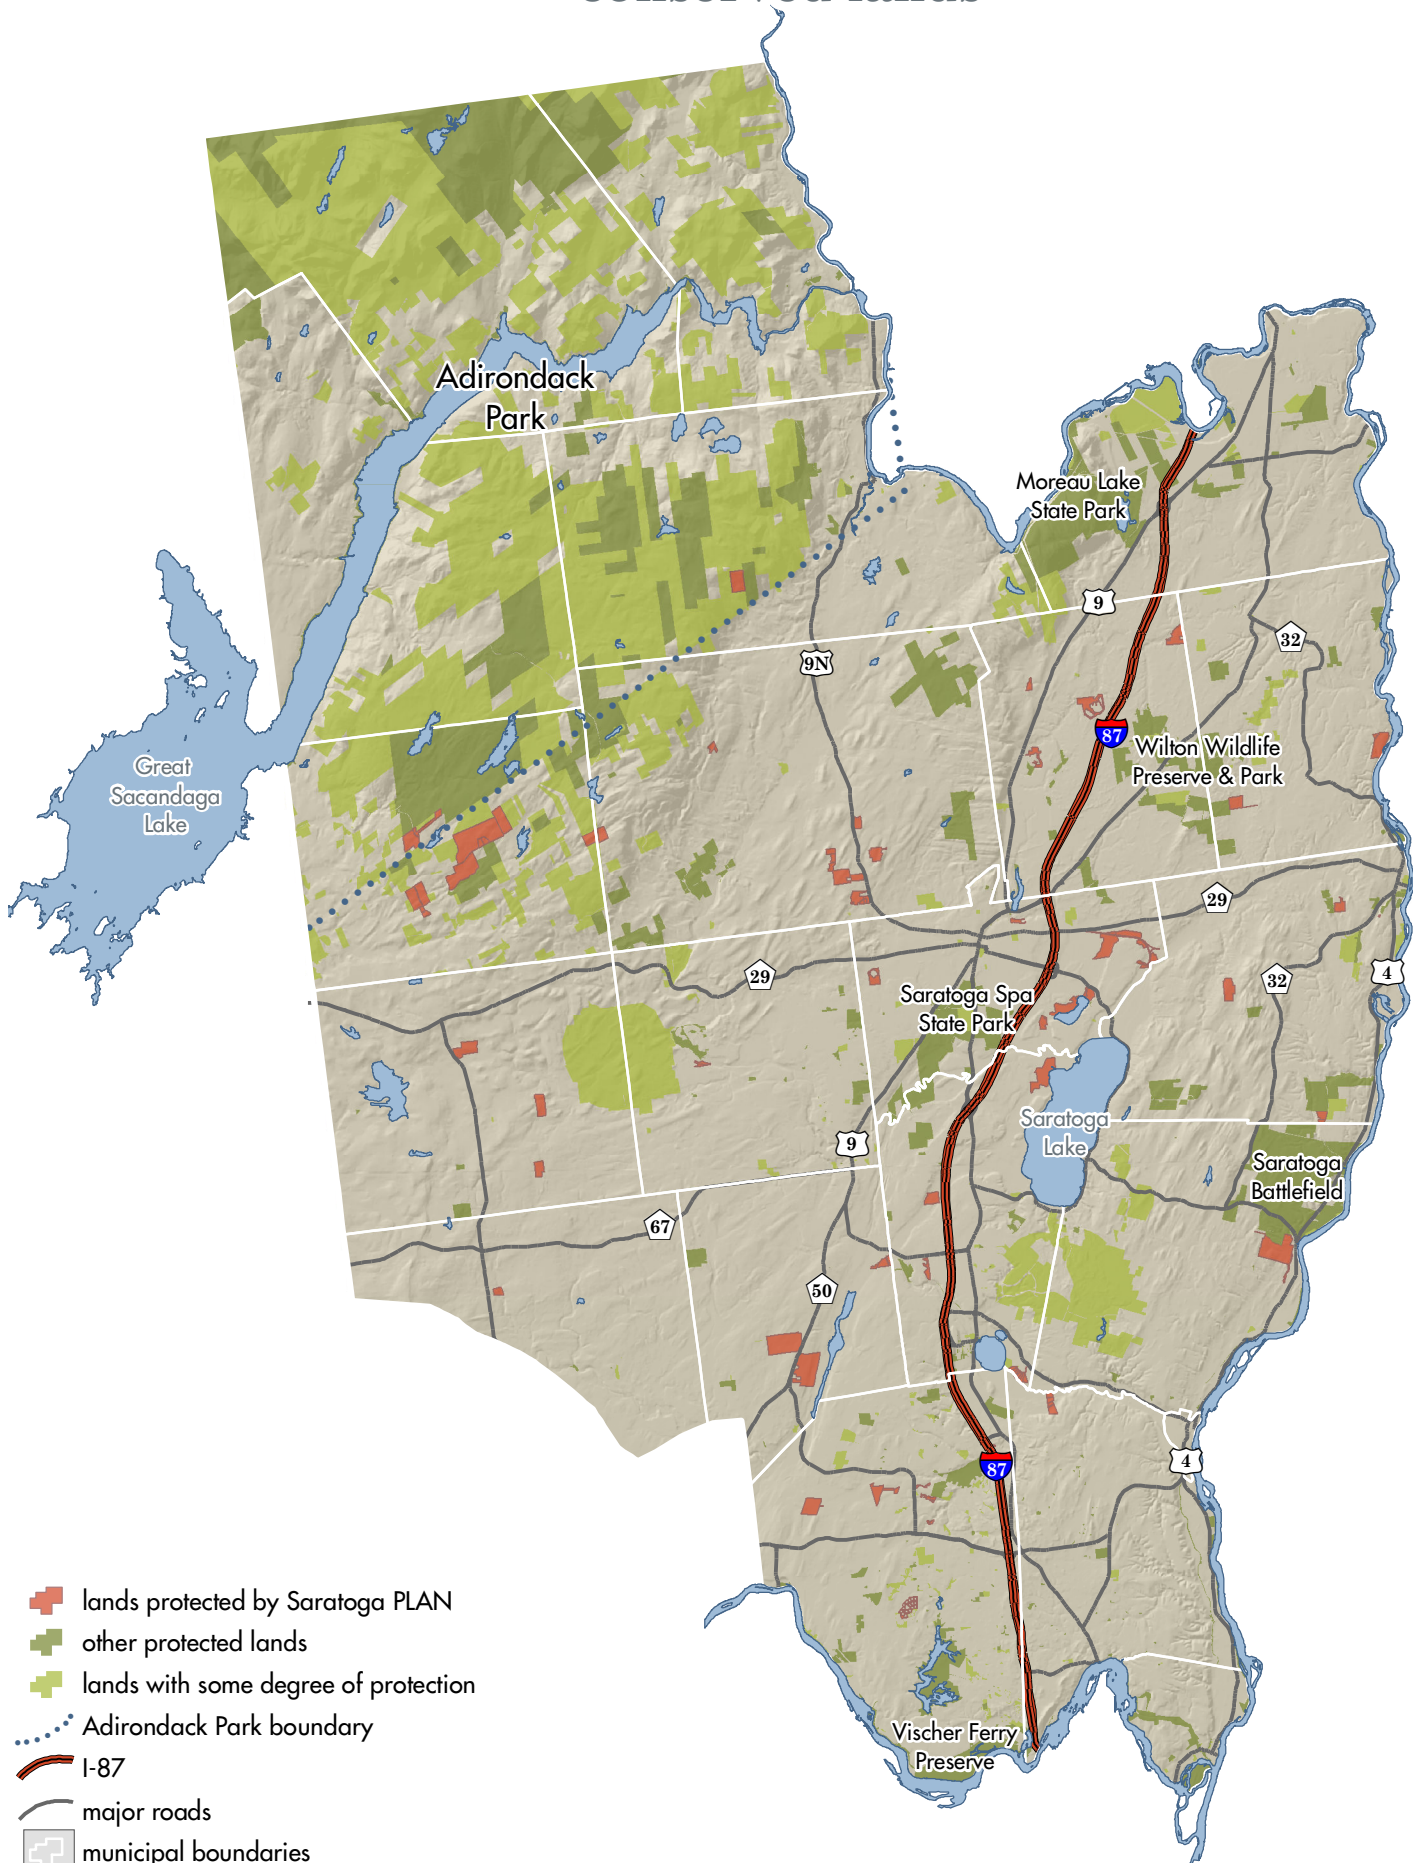 conserved lands
Adirondack
Park
Moreau Lake
State Park
9
32
9N
87
Wilton Wildlife
Preserve & Park
Great
Sacandaga
Lake
29
29
32
4
Saratoga Spa
State Park
Saratoga
Lake
9
Saratoga
Battlefield
67
50
87
4
lands protected by Saratoga PLAN
other protected lands
lands with some degree of protection
Adirondack Park boundary
I-87
major roads
municipal boundaries
Vischer Ferry
Preserve